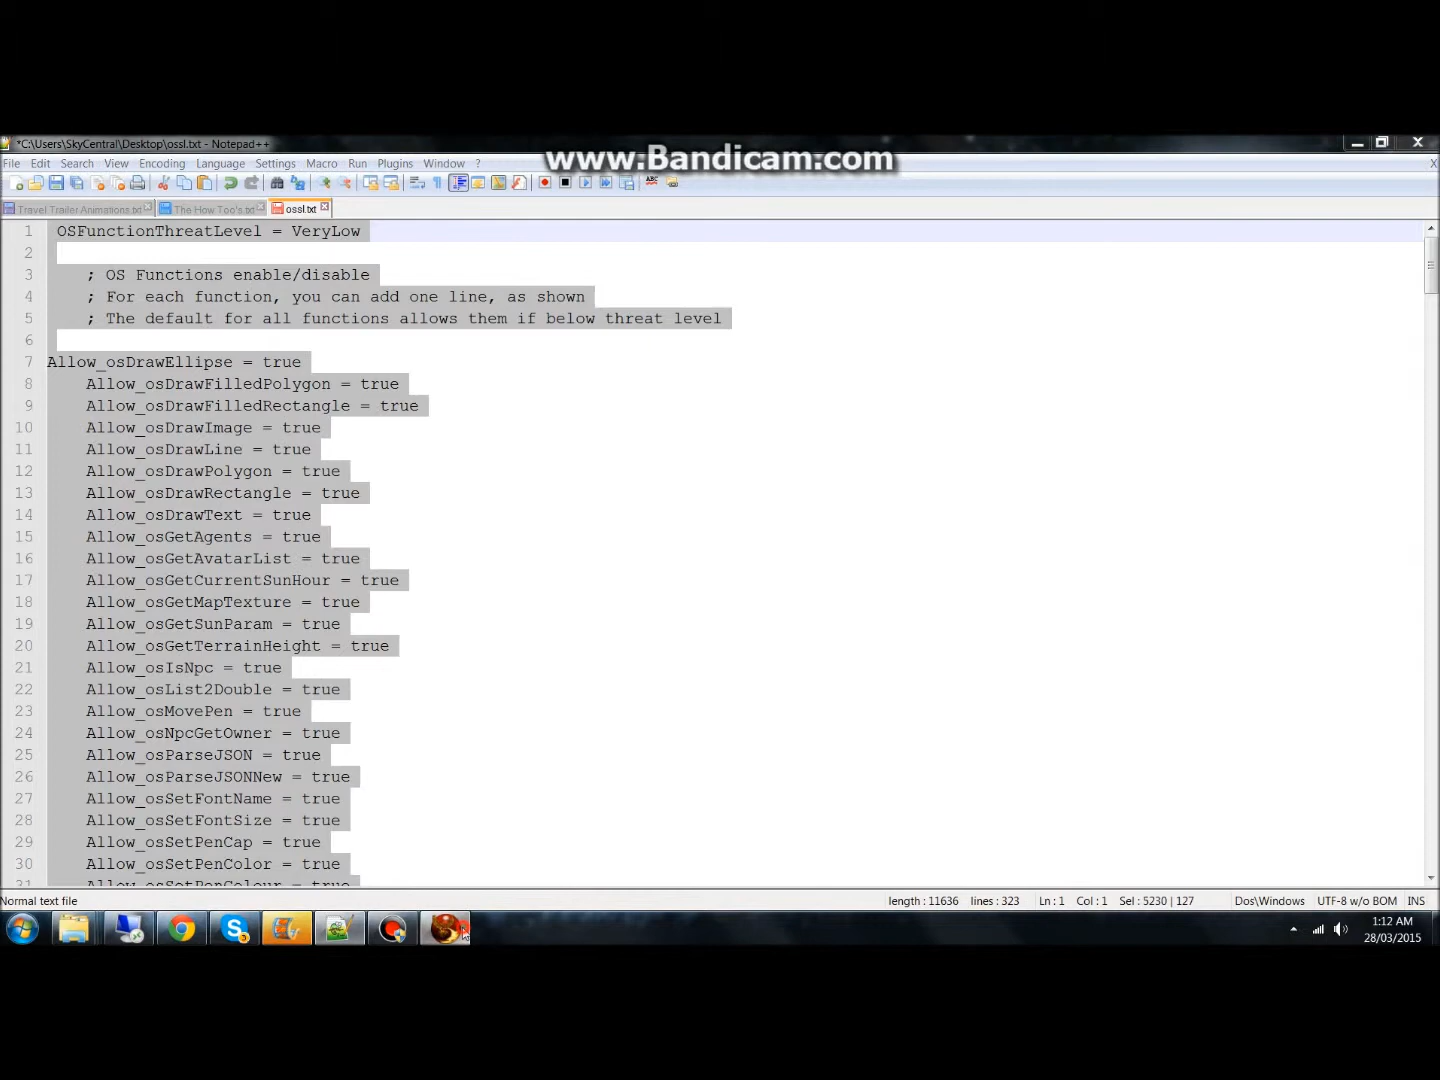 *C:\Users\SkyCentral\Desktop\ossl.txt - Notepad++
www.Bandicam.com
File Edit Search View Encoding Language Settings Macro Run Plugins Window ? X
Travel Trailer Animations.txt The How Too's.txt ossl.txt
1 OSFunctionThreatLevel = VeryLow
2
3 ; OS Functions enable/disable
4 ; For each function, you can add one line, as shown
5 ; The default for all functions allows them if below threat level
6
7 Allow_osDrawEllipse = true
8 Allow_osDrawFilledPolygon = true
9 Allow_osDrawFilledRectangle = true
10 Allow_osDrawImage = true
11 Allow_osDrawLine = true
12 Allow_osDrawPolygon = true
13 Allow_osDrawRectangle = true
14 Allow_osDrawText = true
15 Allow_osGetAgents = true
16 Allow_osGetAvatarList = true
17 Allow_osGetCurrentSunHour = true
18 Allow_osGetMapTexture = true
19 Allow_osGetSunParam = true
20 Allow_osGetTerrainHeight = true
21 Allow_osIsNpc = true
22 Allow_osList2Double = true
23 Allow_osMovePen = true
24 Allow_osNpcGetOwner = true
25 Allow_osParseJSON = true
26 Allow_osParseJSONNew = true
27 Allow_osSetFontName = true
28 Allow_osSetFontSize = true
29 Allow_osSetPenCap = true
30 Allow_osSetPenColor = true
31 Allow_osSetPenColour = true
Normal text file length : 11636 lines : 323 Ln : 1 Col : 1 Sel : 5230 | 127 Dos\Windows UTF-8 w/o BOM INS
1:12 AM
28/03/2015